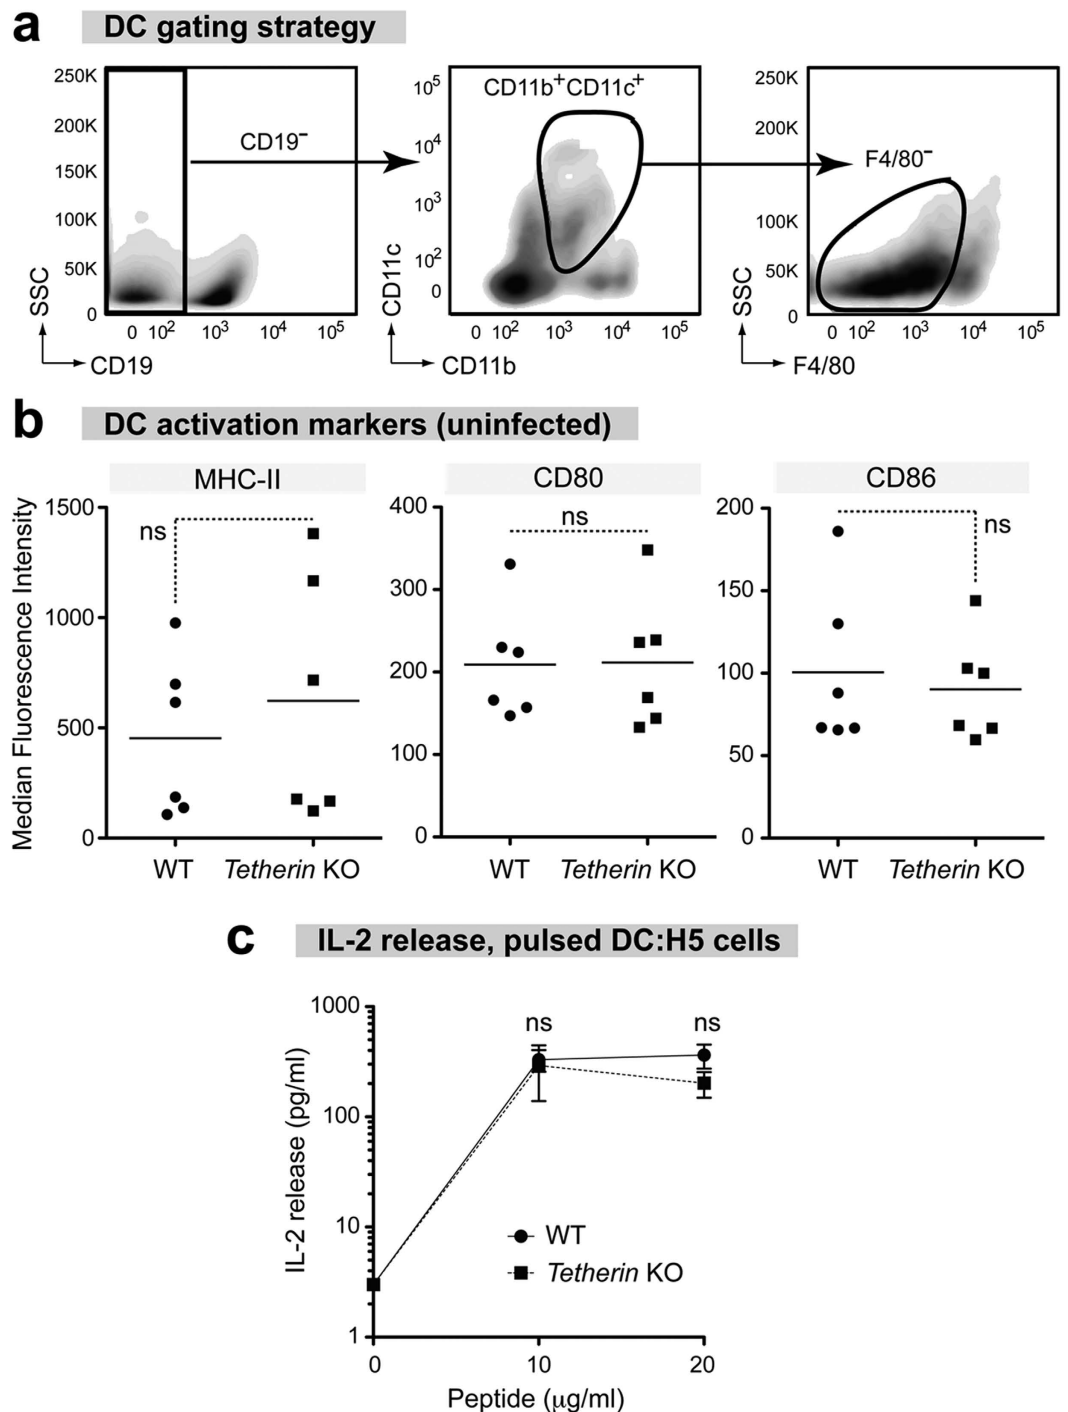 a DC gating strategy
250K
200K
150K
100K
50K
0
SSC
CD19⁻
0 10² 10³ 10⁴ 10⁵
CD19
10⁵
10⁴
10³
10²
0
CD11c
CD11b⁺CD11c⁺
0 10² 10³ 10⁴ 10⁵
CD11b
250K
200K
100K
50K
0
SSC
F4/80⁻
0 10² 10³ 10⁴ 10⁵
F4/80
b DC activation markers (uninfected)
Median Fluorescence Intensity
MHC-II
1500
1000
500
0
ns
WT Tetherin KO
CD80
400
300
200
100
0
ns
WT Tetherin KO
CD86
200
150
100
50
0
ns
WT Tetherin KO
c IL-2 release, pulsed DC:H5 cells
IL-2 release (pg/ml)
1000
100
10
1
ns ns
WT
Tetherin KO
0 10 20
Peptide (μg/ml)